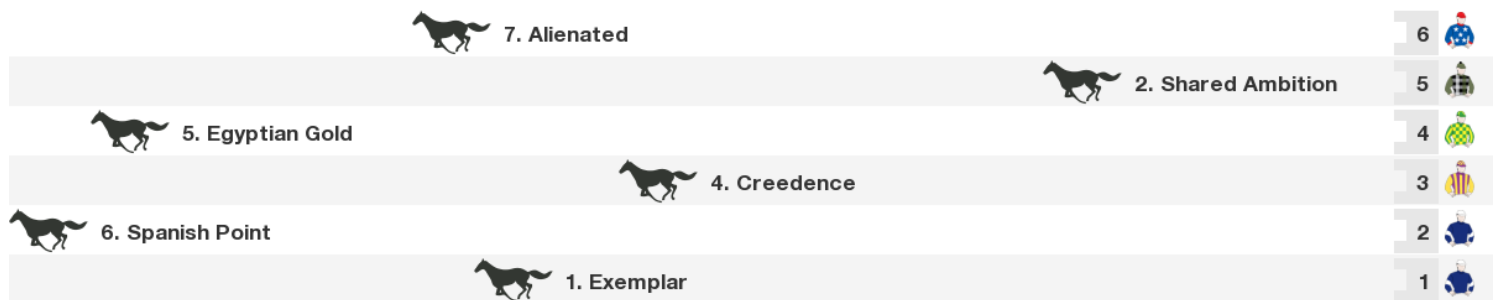 7. Alienated 6
2. Shared Ambition 5
5. Egyptian Gold 4
4. Creedence 3
6. Spanish Point 2
1. Exemplar 1